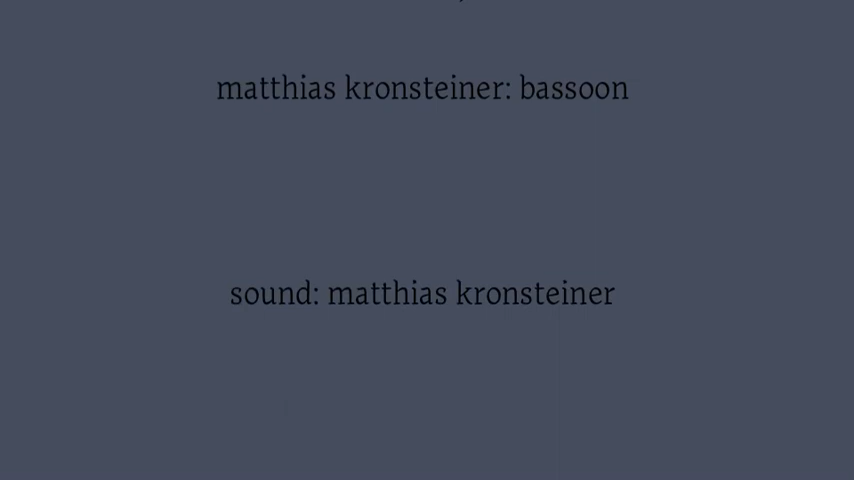 matthias kronsteiner: bassoon
sound: matthias kronsteiner